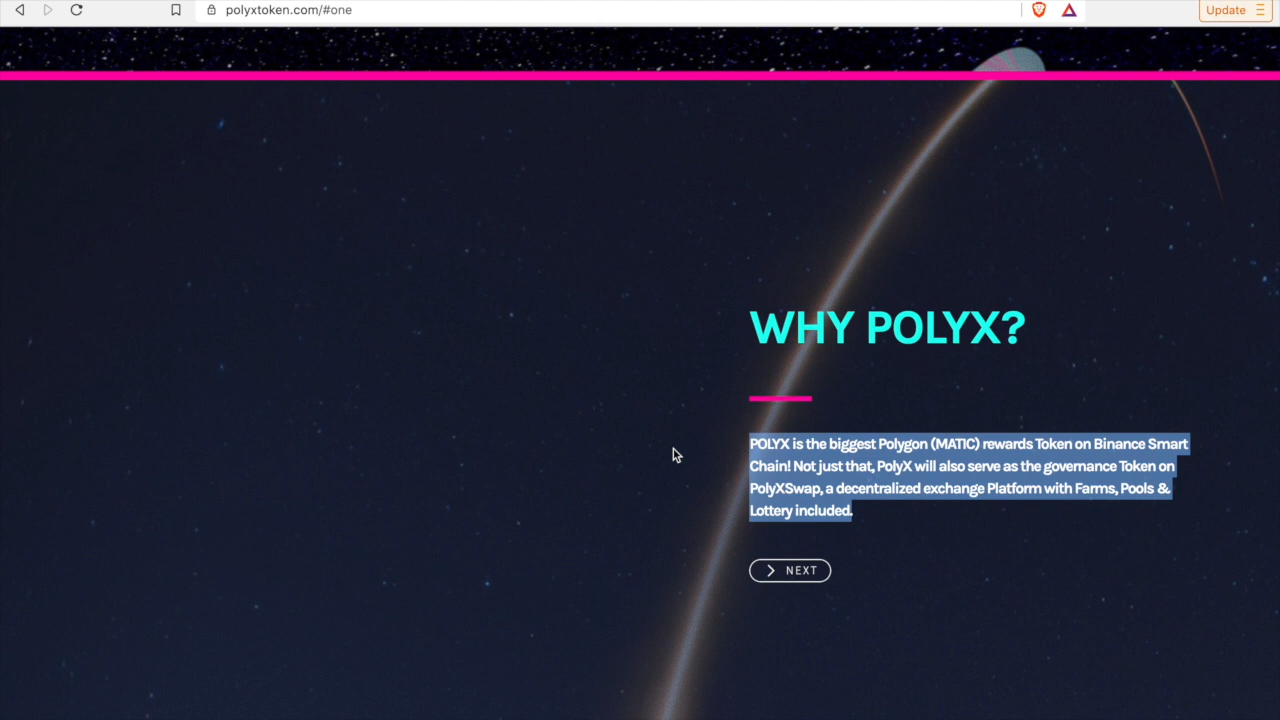 polyxtoken.com/#one
Update
WHY POLYX?
POLYX is the biggest Polygon (MATIC) rewards Token on Binance Smart
Chain! Not just that, PolyX will also serve as the governance Token on
PolyXSwap, a decentralized exchange Platform with Farms, Pools &
Lottery included.
NEXT